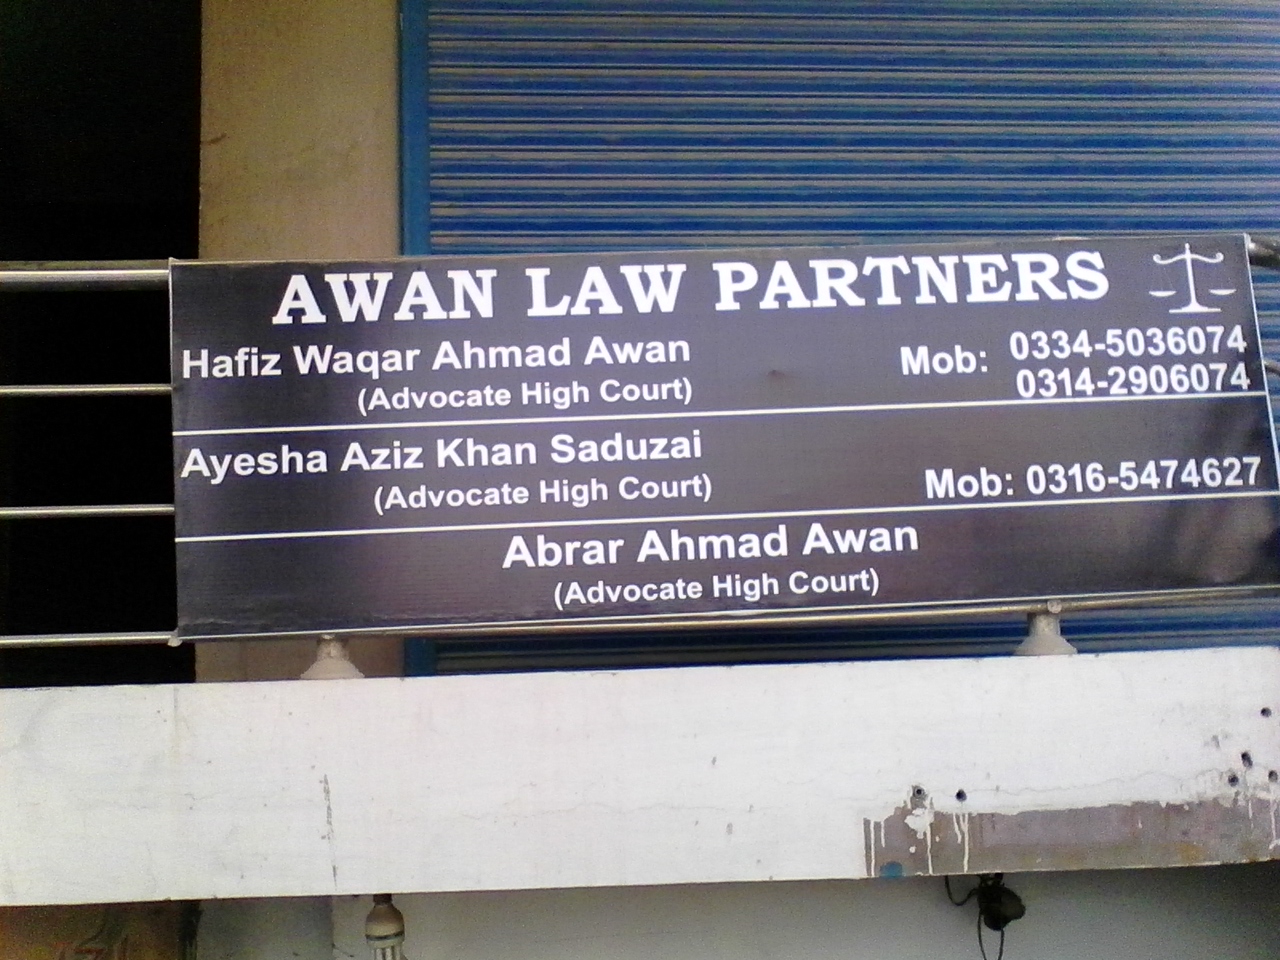 AWAN LAW PARTNERS
Hafiz Waqar Ahmad Awan
(Advocate High Court)
Mob: 0334-5036074
0314-2906074
Ayesha Aziz Khan Saduzai
(Advocate High Court)
Mob: 0316-5474627
Abrar Ahmad Awan
(Advocate High Court)